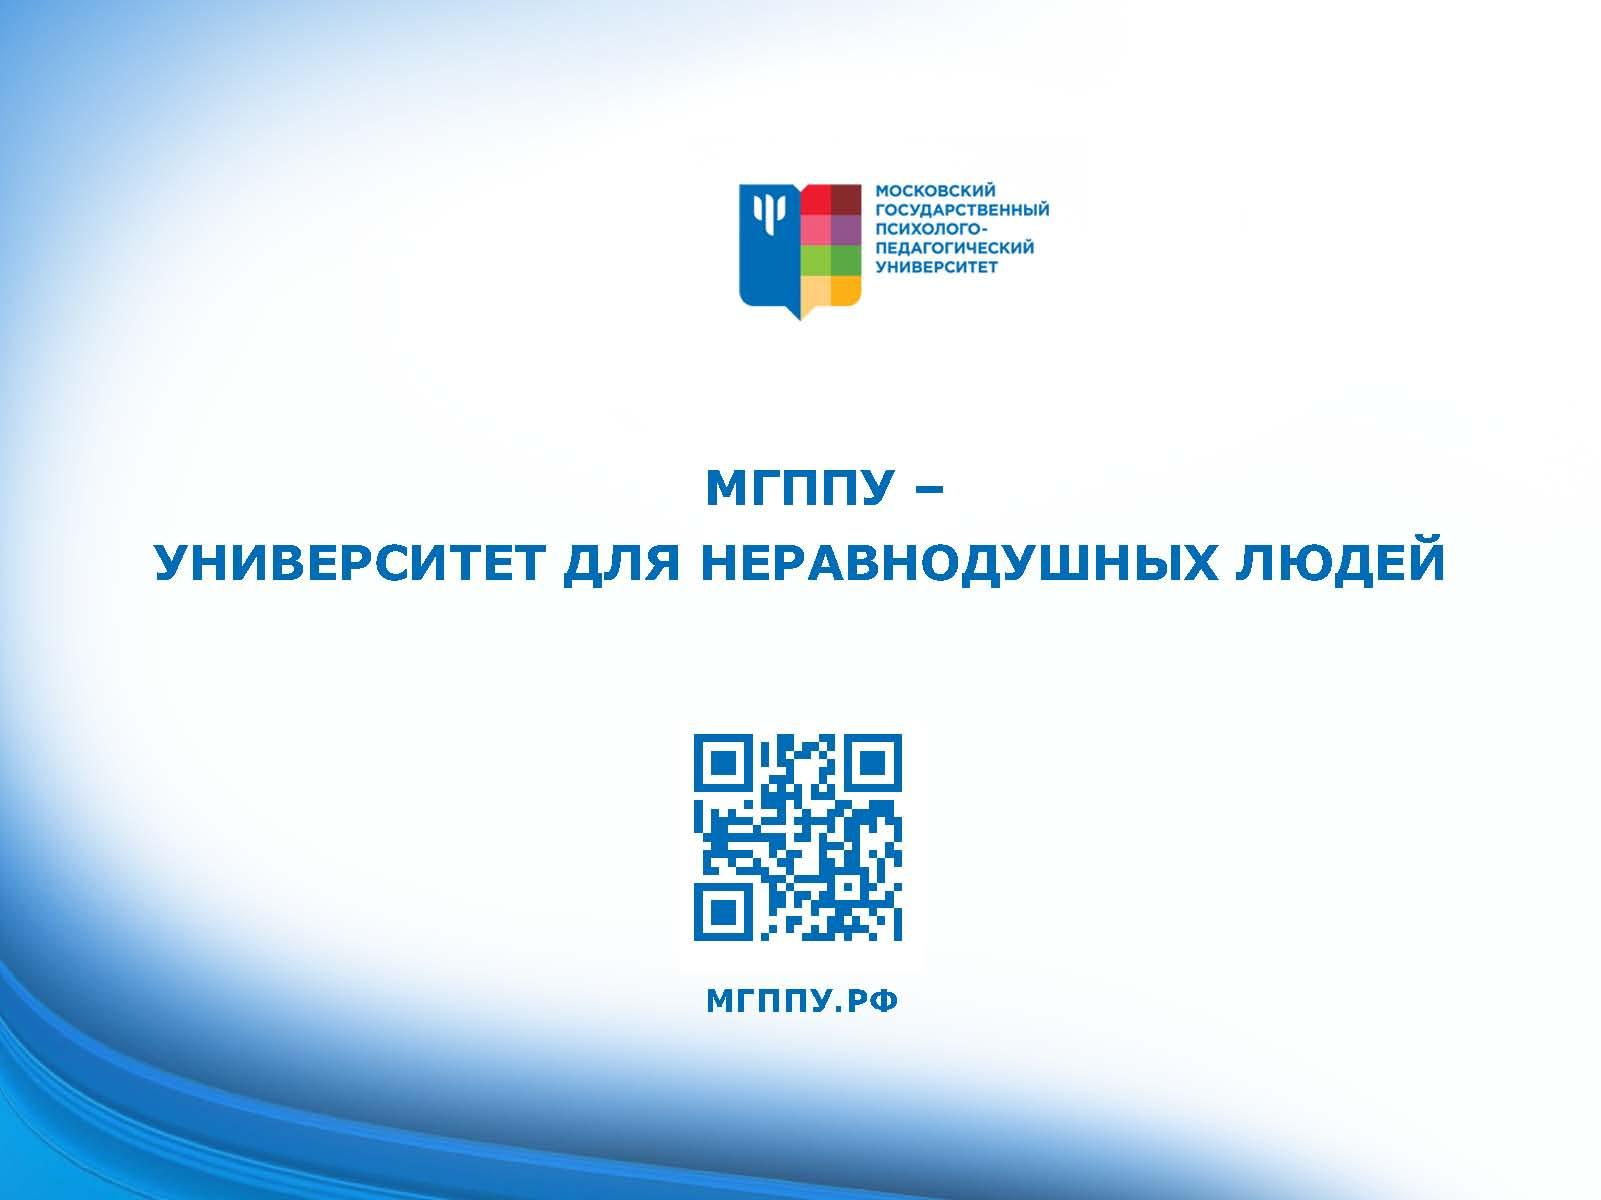 МОСКОВСКИЙ
ГОСУДАРСТВЕННЫЙ
ПСИХОЛОГО-
ПЕДАГОГИЧЕСКИЙ
УНИВЕРСИТЕТ
МГППУ –
УНИВЕРСИТЕТ ДЛЯ НЕРАВНОДУШНЫХ ЛЮДЕЙ
МГППУ.РФ